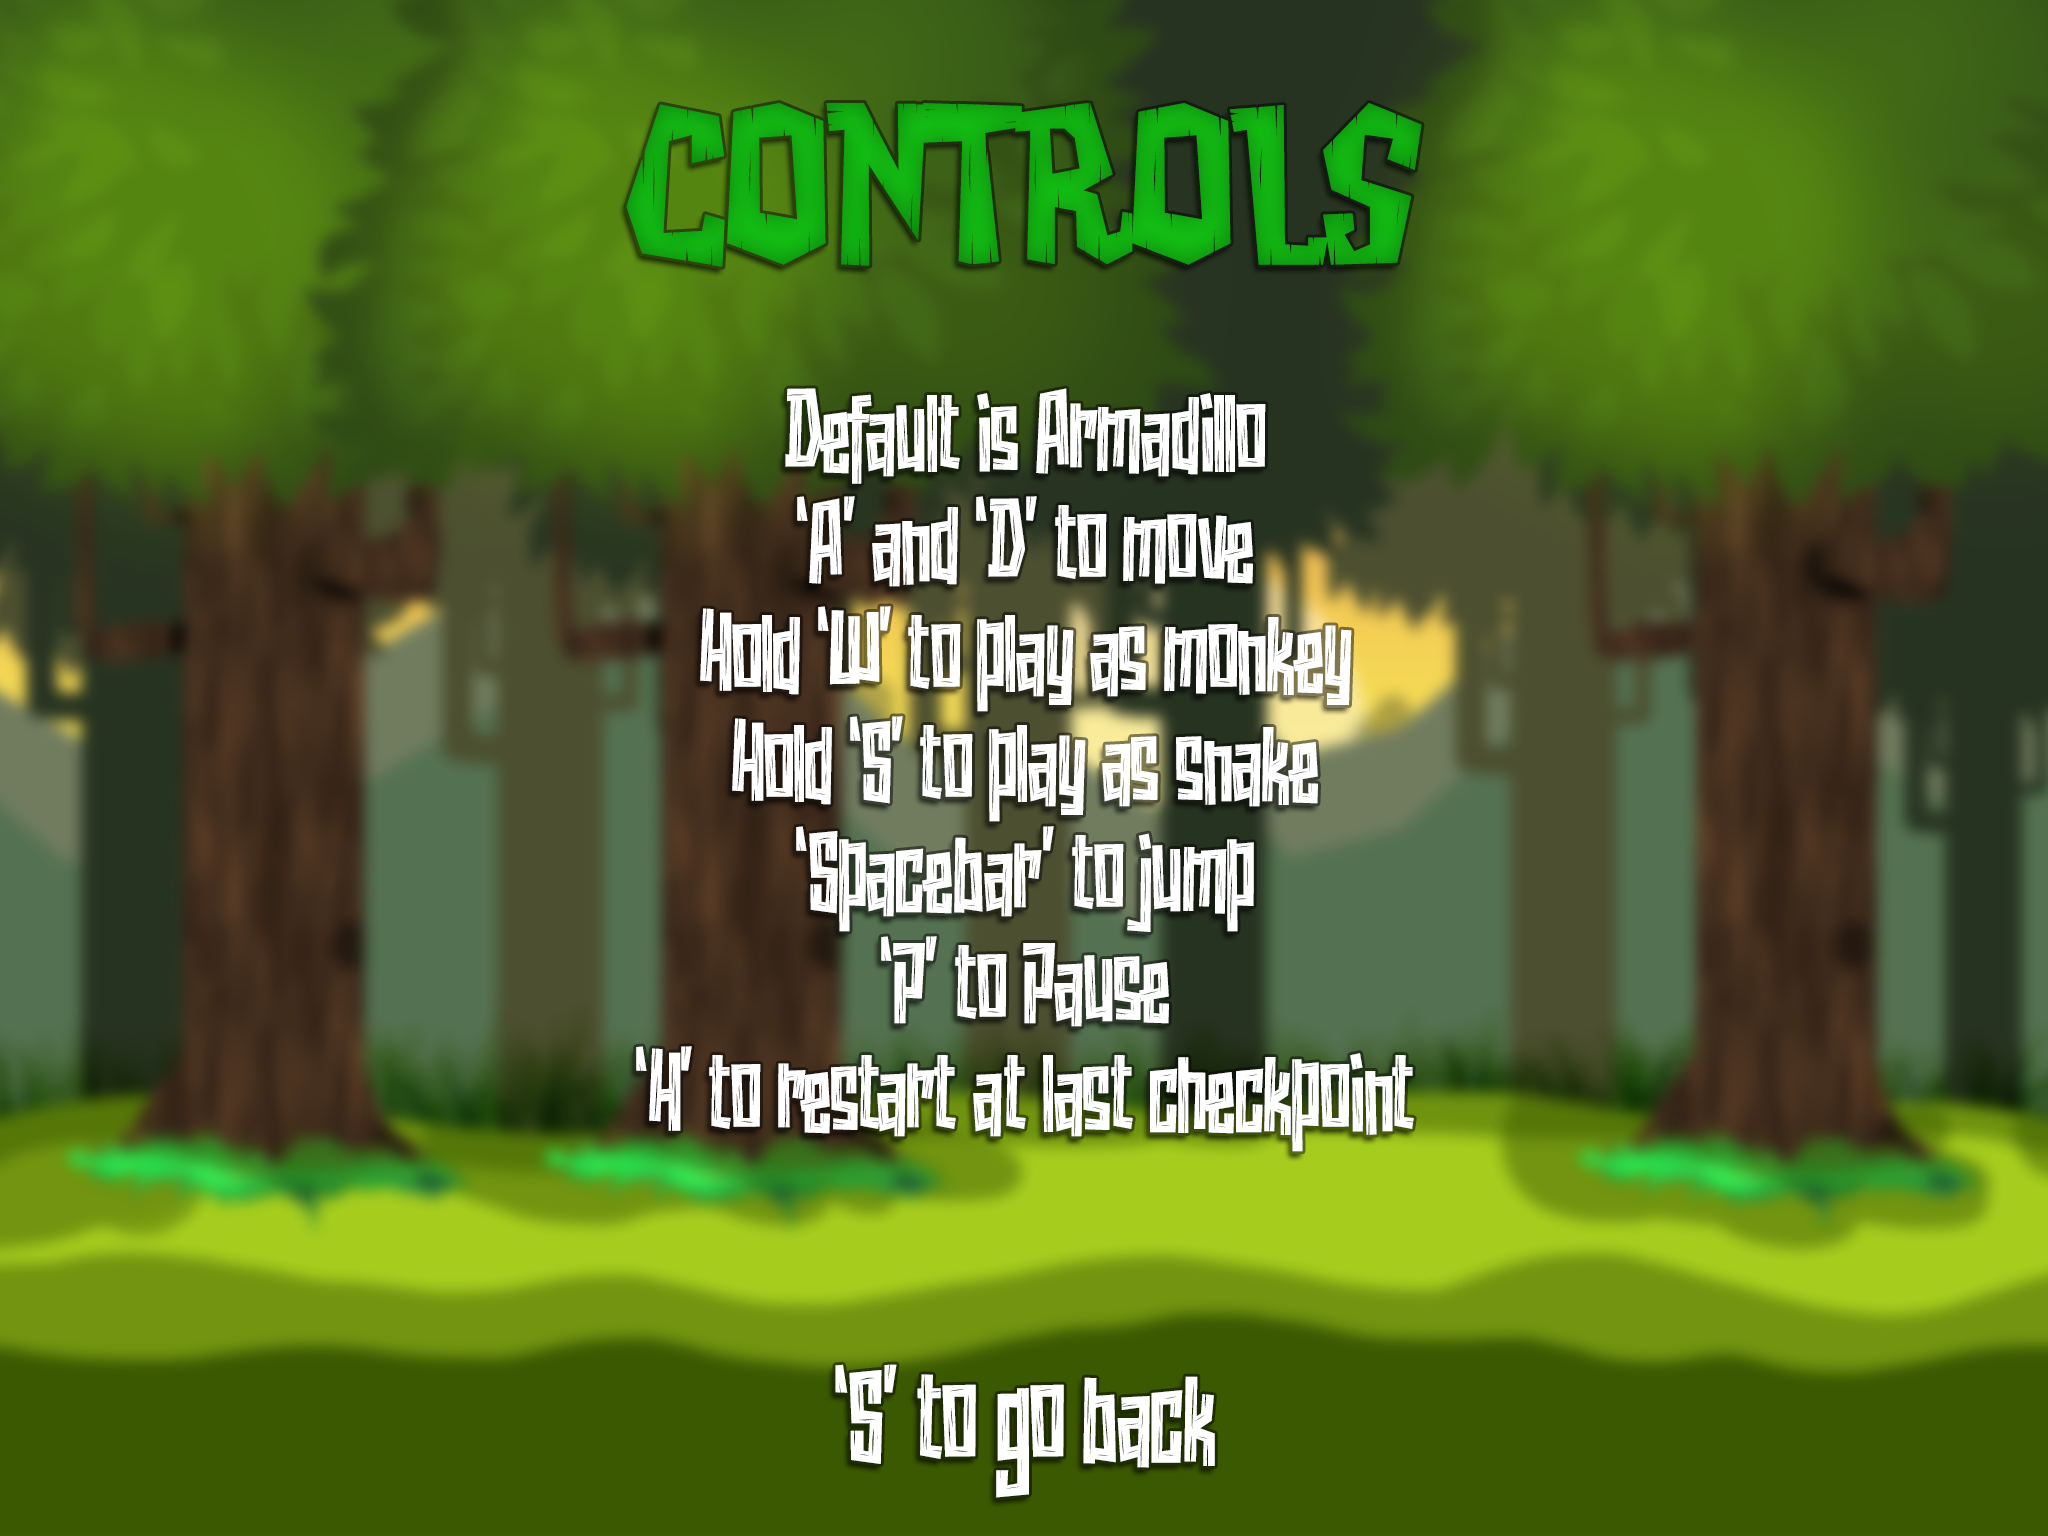 CONTROLS
Default is Armadillo
'A' and 'D' to move
Hold 'W' to play as monkey
Hold 'S' to play as snake
'Spacebar' to jump
'P' to Pause
'H' to restart at last checkpoint
'S' to go back